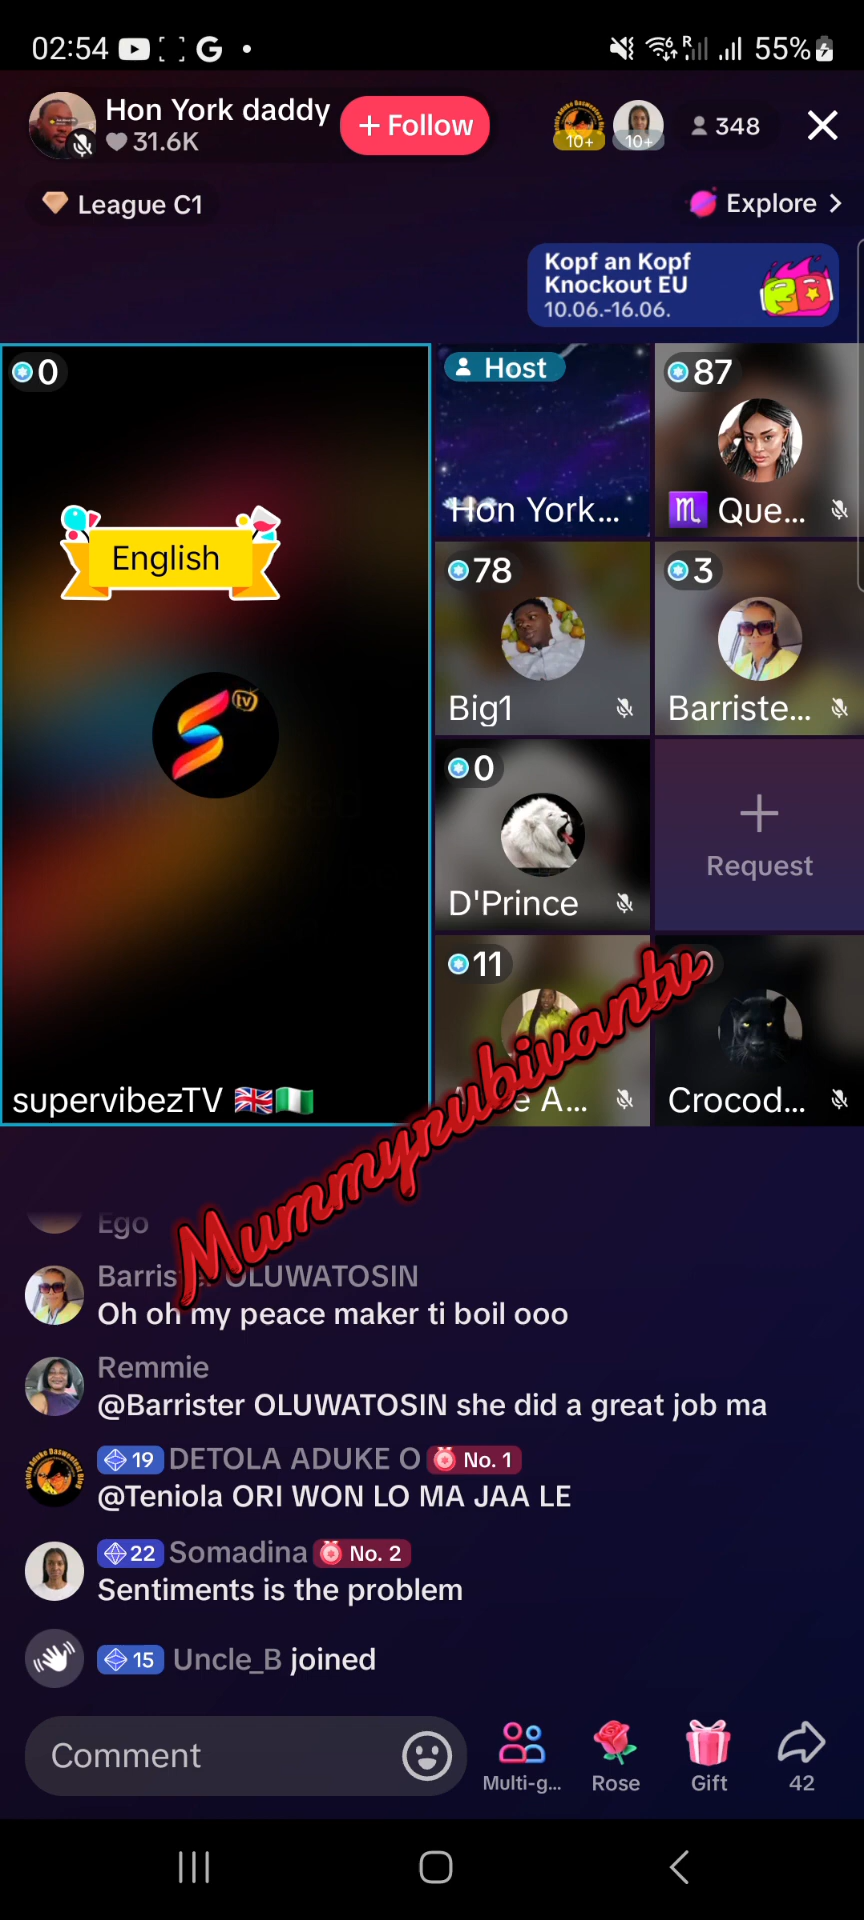 02:54
G
R
55%
Hon York daddy
31.6K
+ Follow
10+
10+
348
League C1
Explore
Kopf an Kopf
Knockout EU
10.06.-16.06.
0
English
tv
supervibezTV
Host
Hon York...
87
Que...
78
Big1
3
Barriste...
0
D'Prince
Request
11
e A...
Crocod...
Mummyrubivantv
Ego
Barrister OLUWATOSIN
Oh oh my peace maker ti boil ooo
Remmie
@Barrister OLUWATOSIN she did a great job ma
19 DETOLA ADUKE O No. 1
@Teniola ORI WON LO MA JAA LE
22 Somadina No. 2
Sentiments is the problem
15 Uncle_B joined
Comment
Multi-g...
Rose
Gift
42